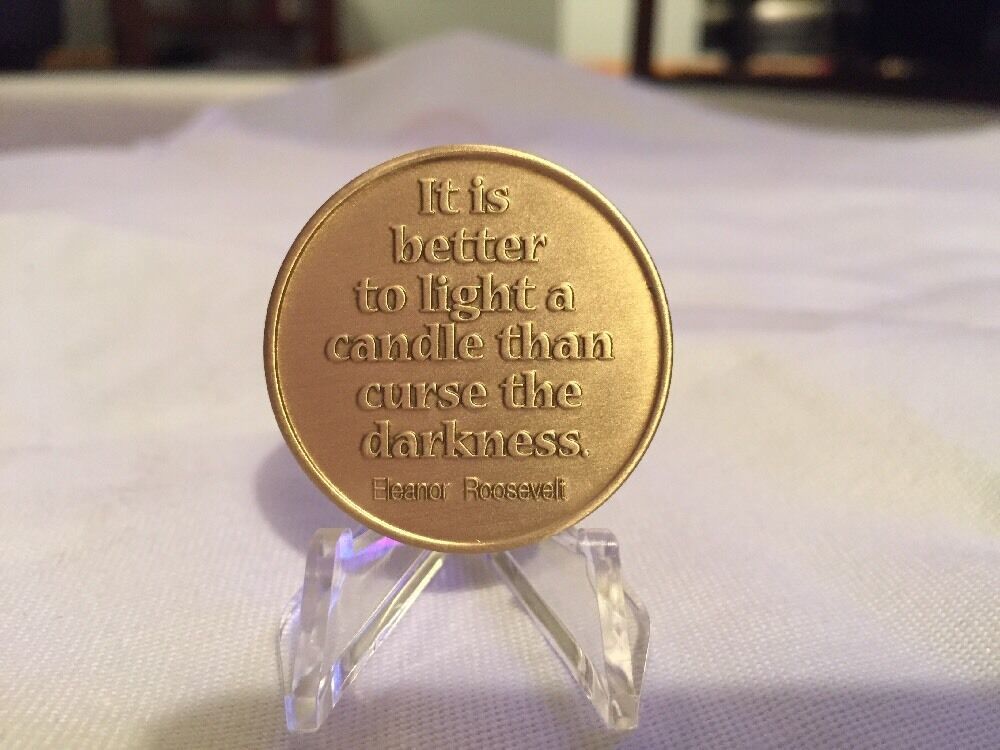 It is
better
to light a
candle than
curse the
darkness.
Eleanor Roosevelt